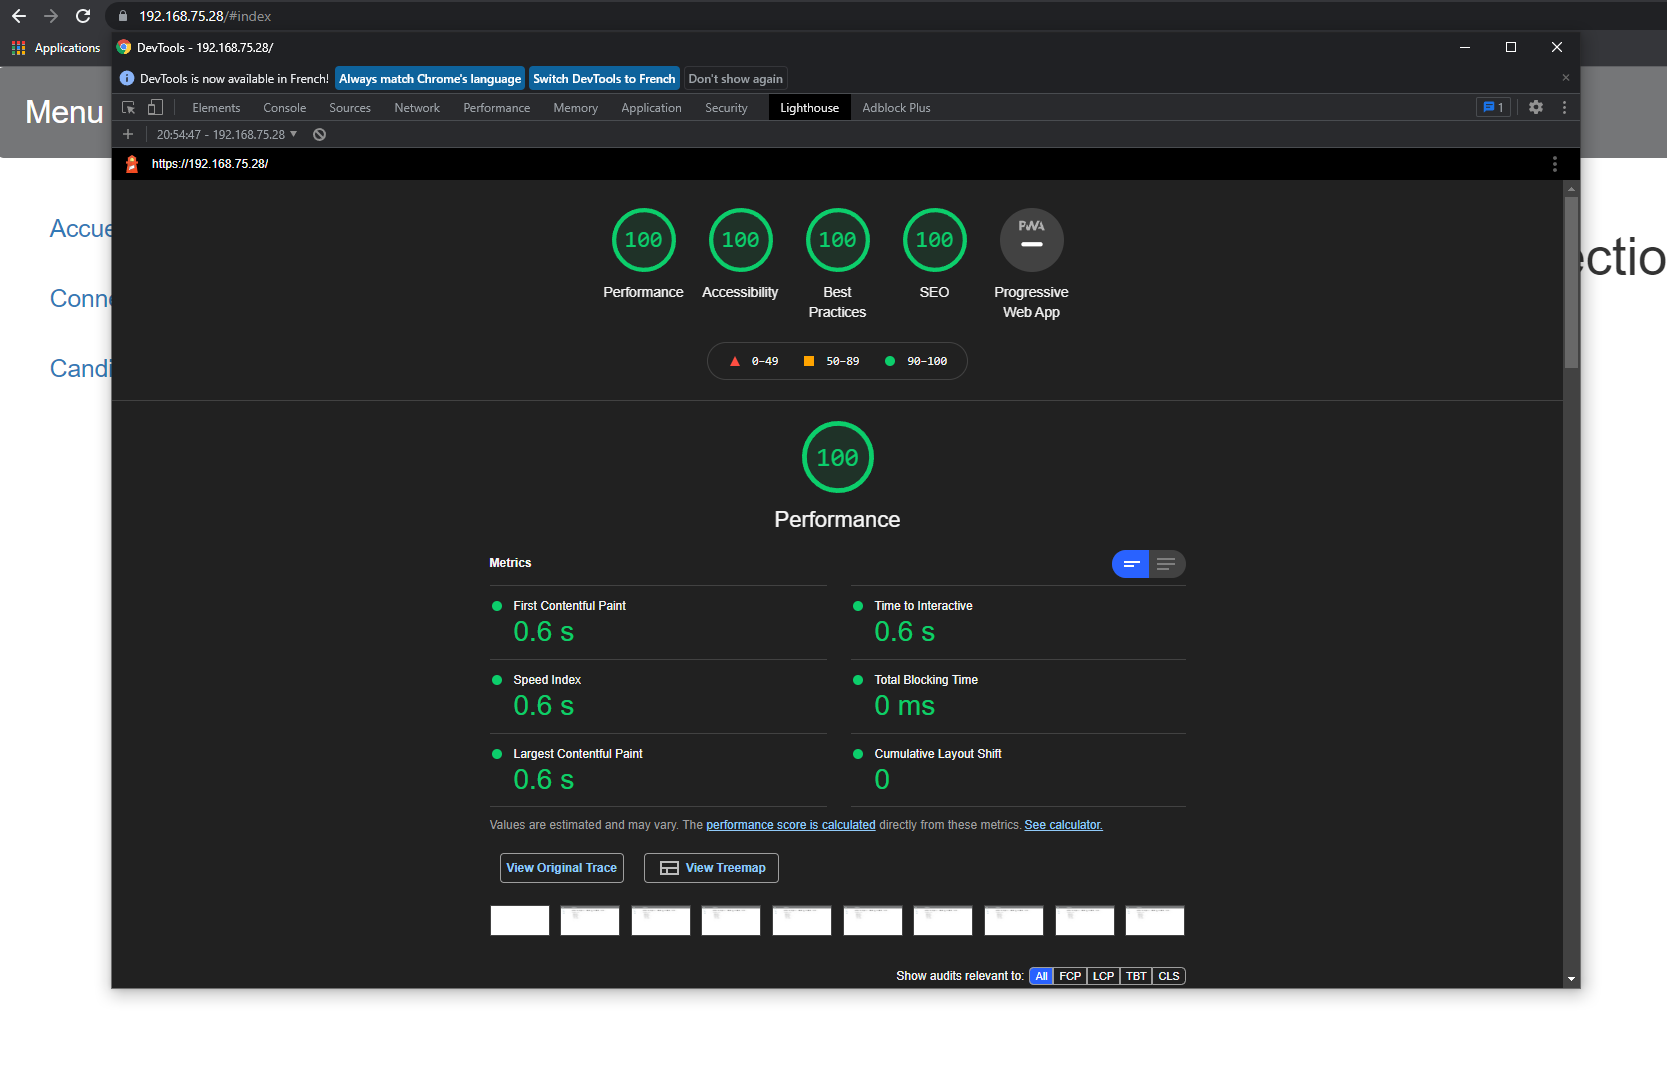 192.168.75.28/#index
Applications
DevTools - 192.168.75.28/
DevTools is now available in French! Always match Chrome's language Switch DevTools to French Don't show again
Menu
Elements Console Sources Network Performance Memory Application Security Lighthouse Adblock Plus 1
20:54:47 - 192.168.75.28
https://192.168.75.28/
Accue
Conne
Candi
ectio
100 100 100 100 PWA
Performance Accessibility Best Practices SEO Progressive Web App
0–49 50–89 90–100
100
Performance
Metrics
First Contentful Paint
0.6 s
Time to Interactive
0.6 s
Speed Index
0.6 s
Total Blocking Time
0 ms
Largest Contentful Paint
0.6 s
Cumulative Layout Shift
0
Values are estimated and may vary. The performance score is calculated directly from these metrics. See calculator.
View Original Trace View Treemap
Show audits relevant to: All FCP LCP TBT CLS